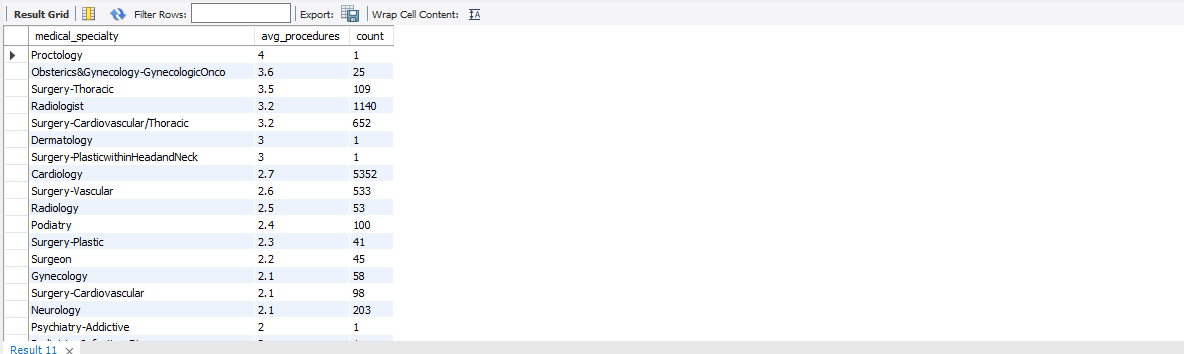 Result Grid Filter Rows: Export: Wrap Cell Content:
medical_specialty avg_procedures count
Proctology 4 1
Obsterics&Gynecology-GynecologicOnco 3.6 25
Surgery-Thoracic 3.5 109
Radiologist 3.2 1140
Surgery-Cardiovascular/Thoracic 3.2 652
Dermatology 3 1
Surgery-PlasticwithinHeadandNeck 3 1
Cardiology 2.7 5352
Surgery-Vascular 2.6 533
Radiology 2.5 53
Podiatry 2.4 100
Surgery-Plastic 2.3 41
Surgeon 2.2 45
Gynecology 2.1 58
Surgery-Cardiovascular 2.1 98
Neurology 2.1 203
Psychiatry-Addictive 2 1
Result 11